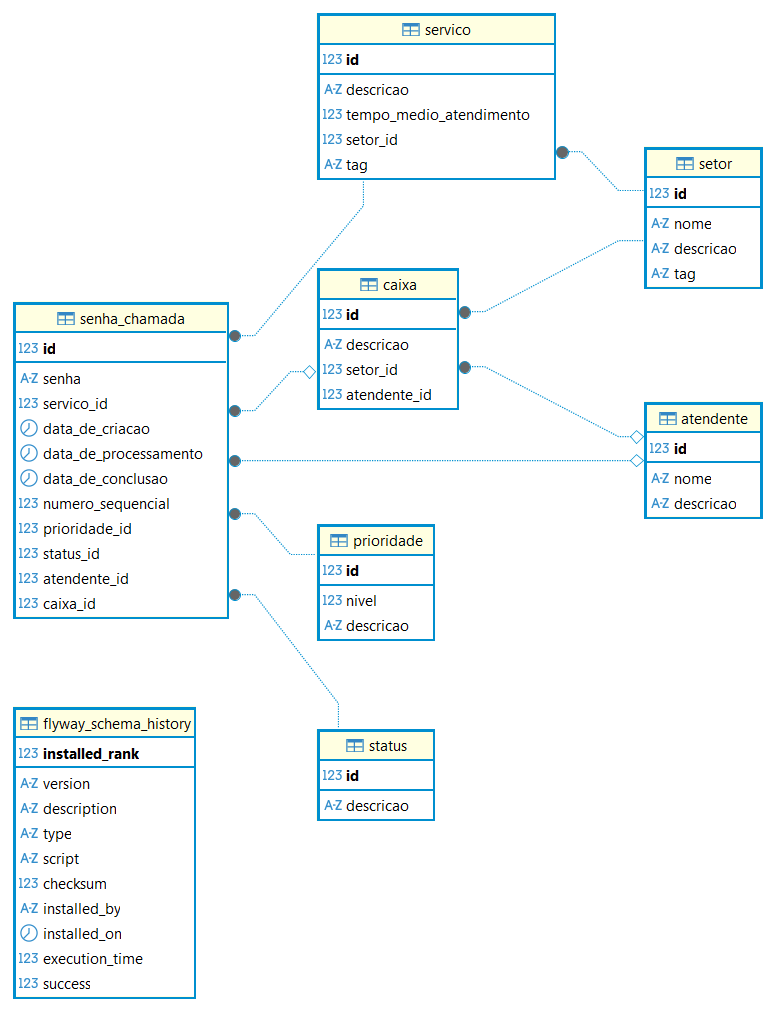 servico
123 id
A-Z descricao
123 tempo_medio_atendimento
123 setor_id
A-Z tag
setor
123 id
A-Z nome
A-Z descricao
A-Z tag
caixa
123 id
A-Z descricao
123 setor_id
123 atendente_id
senha_chamada
123 id
A-Z senha
123 servico_id
data_de_criacao
data_de_processamento
data_de_conclusao
123 numero_sequencial
123 prioridade_id
123 status_id
123 atendente_id
123 caixa_id
atendente
123 id
A-Z nome
A-Z descricao
prioridade
123 id
123 nivel
A-Z descricao
flyway_schema_history
123 installed_rank
A-Z version
A-Z description
A-Z type
A-Z script
123 checksum
A-Z installed_by
installed_on
123 execution_time
123 success
status
123 id
A-Z descricao